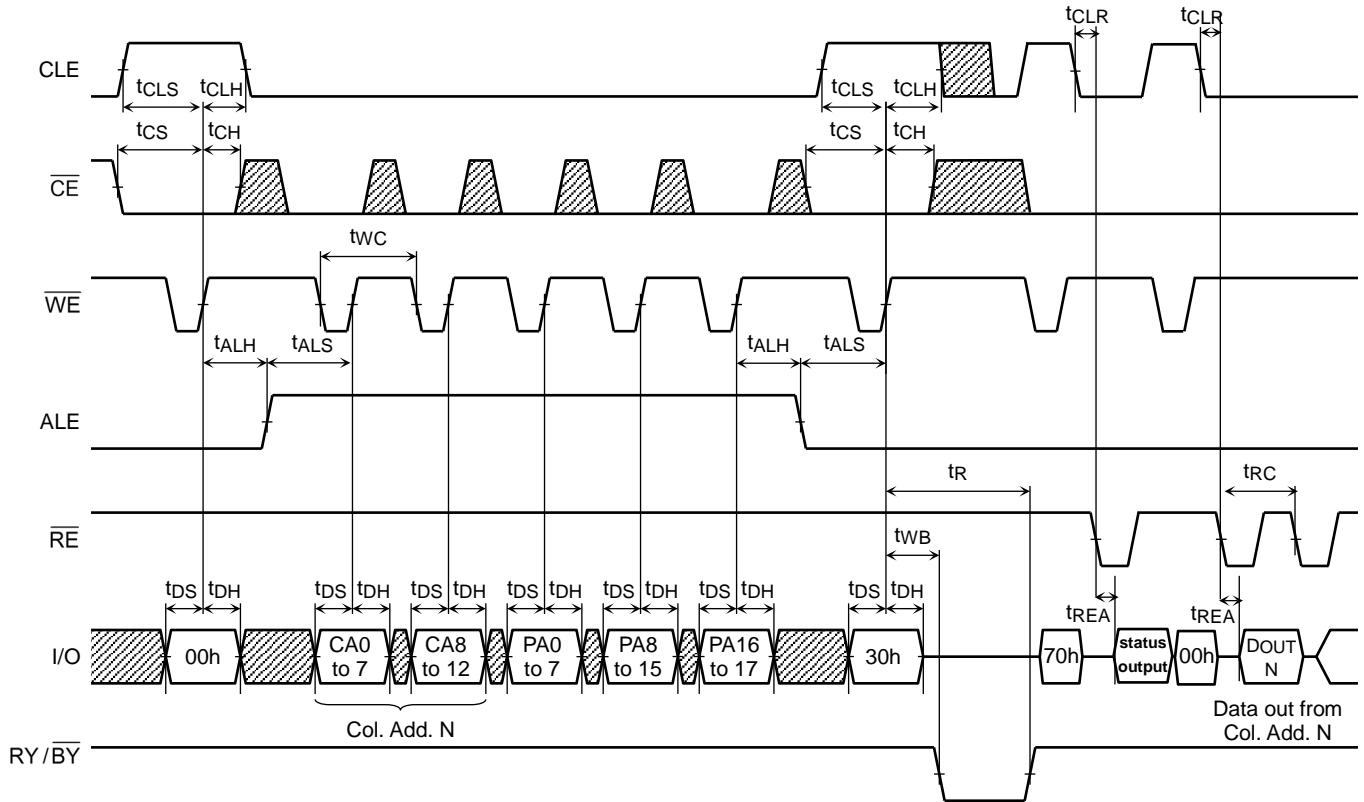 tCLR tCLR
CLE
tCLS tCLH tCLS tCLH
tCS tCH tCS tCH
CE
tWC
WE
tALH tALS tALH tALS
ALE
tR tRC
RE
tWB
tDS tDH tDS tDH tDS tDH tDS tDH tDS tDH tDS tDH tDS tDH
tREA tREA
I/O
00h
CA0
to 7
CA8
to 12
PA0
to 7
PA8
to 15
PA16
to 17
30h
70h
status
output
00h
DOUT
N
Col. Add. N
Data out from
Col. Add. N
RY/BY